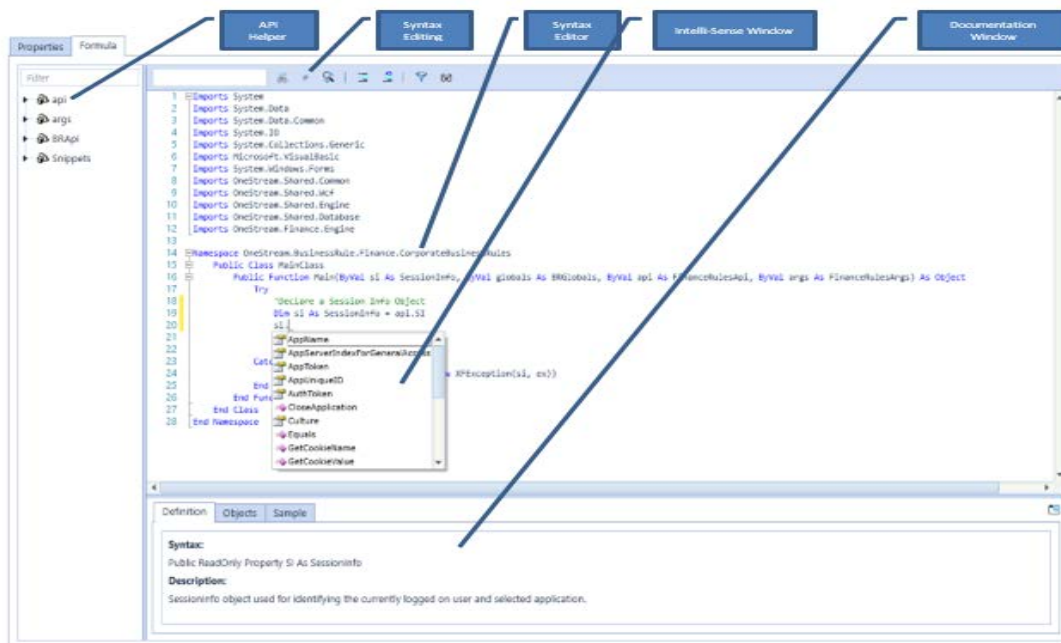 API
Helper
Syntax
Editing
Syntax
Editor
Intelli-Sense Window
Documentation
Window
Properties Formula
Filter
api
args
BRApi
Snippets
1 Imports System
2 Imports System.Data
3 Imports System.Data.Common
4 Imports System.IO
5 Imports System.Collections.Generic
6 Imports Microsoft.VisualBasic
7 Imports System.Windows.Forms
8 Imports OneStream.Shared.Common
9 Imports OneStream.Shared.Wcf
10 Imports OneStream.Shared.Engine
11 Imports OneStream.Shared.Database
12 Imports OneStream.Finance.Engine
13
14 Namespace OneStream.BusinessRule.Finance.CorporateBusinessRules
15 Public Class MainClass
16 Public Function Main(ByVal si As SessionInfo, ByVal globals As BRGlobals, ByVal api As FinanceRulesApi, ByVal args As FinanceRulesArgs) As Object
17 Try
18 'Declare a Session Info Object
19 Dim si As SessionInfo = api.SI
20 si.
21
22
23 Catc
24 XFException(si, ex))
25 End
26 End Func
27 End Class
28 End Namespace
AppName
AppServerIndexForGeneralAccess
AppToken
AppUniqueID
AuthToken
CloseApplication
Culture
Equals
GetCookieName
GetCookieValue
Definition Objects Sample
Syntax:
Public ReadOnly Property SI As SessionInfo
Description:
SessionInfo object used for identifying the currently logged on user and selected application.